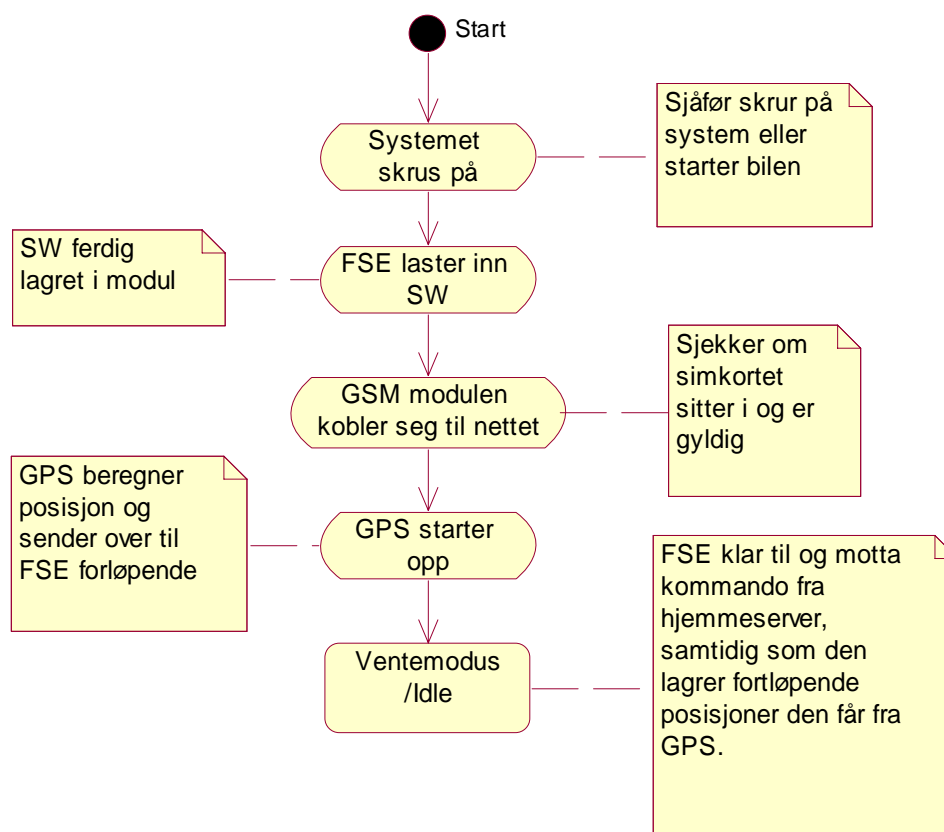 Start
Systemet
skrus på
Sjåfør skrur på
system eller
starter bilen
SW ferdig
lagret i modul
FSE laster inn
SW
GSM modulen
kobler seg til nettet
Sjekker om
simkortet
sitter i og er
gyldig
GPS beregner
posisjon og
sender over til
FSE forløpende
GPS starter
opp
Ventemodus
/Idle
FSE klar til og motta
kommando fra
hjemmeserver,
samtidig som den
lagrer fortløpende
posisjoner den får fra
GPS.